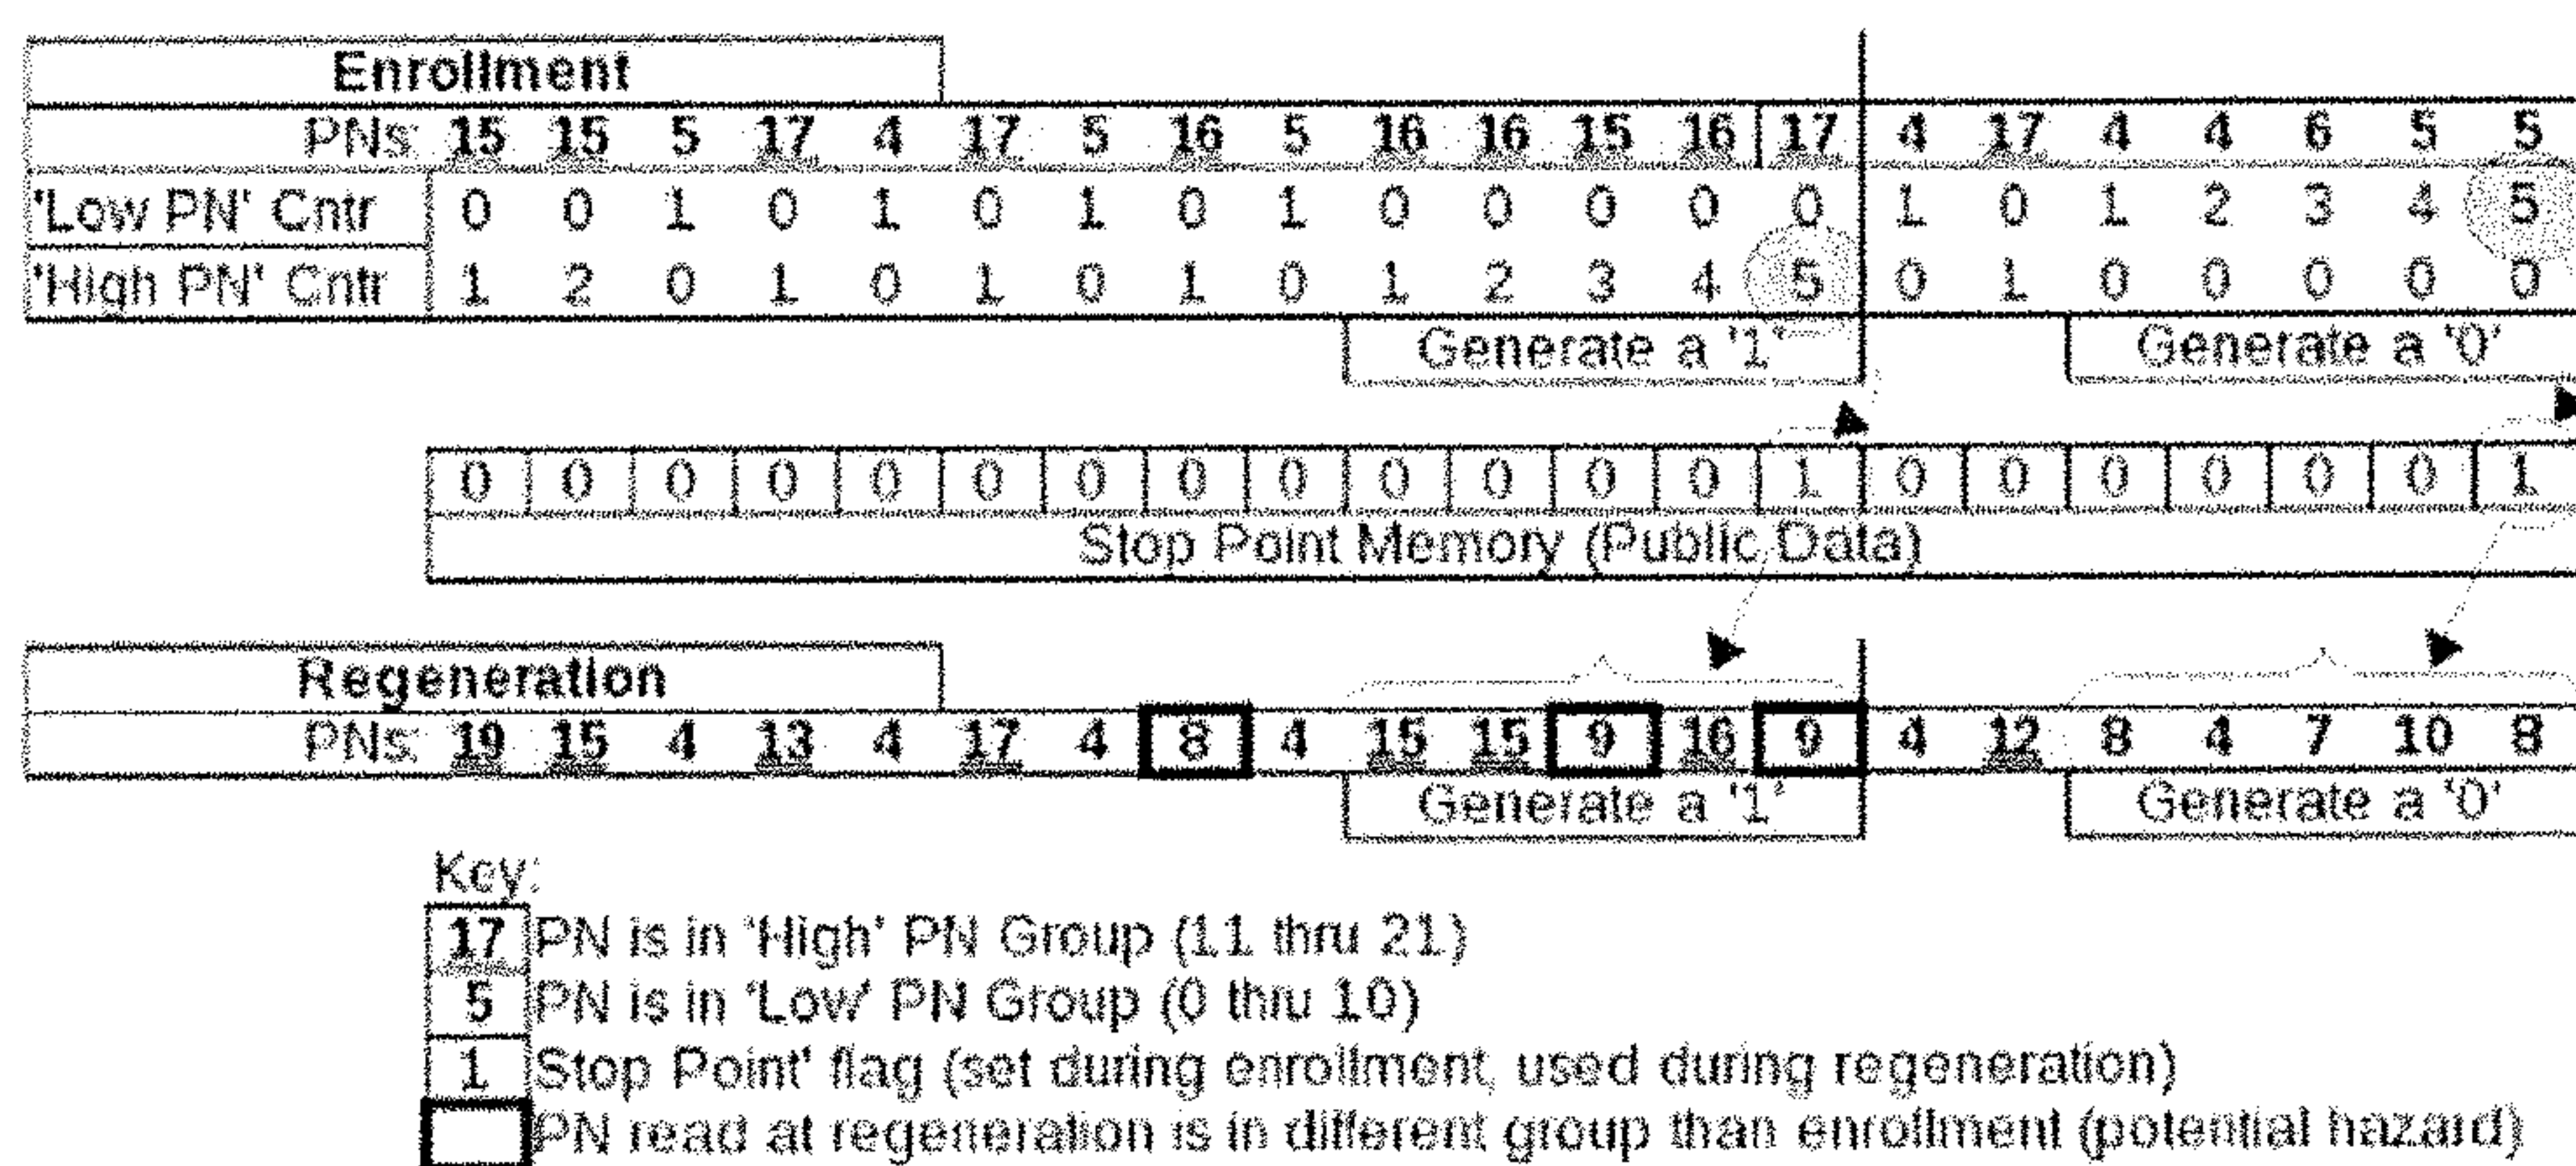 Enrollment
PNs: 15 15 5 17 4 17 5 16 5 16 16 15 16 17 4 17 4 4 6 5 5
'Low PN' Cntr 0 0 1 0 1 0 1 0 1 0 0 0 0 0 1 0 1 2 3 4 5
'High PN' Cntr 1 2 0 1 0 1 0 1 0 1 2 3 4 5 0 1 0 0 0 0 0
Generate a '1' Generate a '0'
0 0 0 0 0 0 0 0 0 0 0 0 0 1 0 0 0 0 0 0 1
Stop Point Memory (Public Data)
Regeneration
PNs: 19 15 4 13 4 17 4 8 4 15 15 9 16 9 4 12 8 4 7 10 8
Generate a '1' Generate a '0'
Key:
17 PN is in 'High' PN Group (11 thru 21)
5 PN is in 'Low' PN Group (0 thru 10)
1 Stop Point' flag (set during enrollment, used during regeneration)
PN read at regeneration is in different group than enrollment (potential hazard)